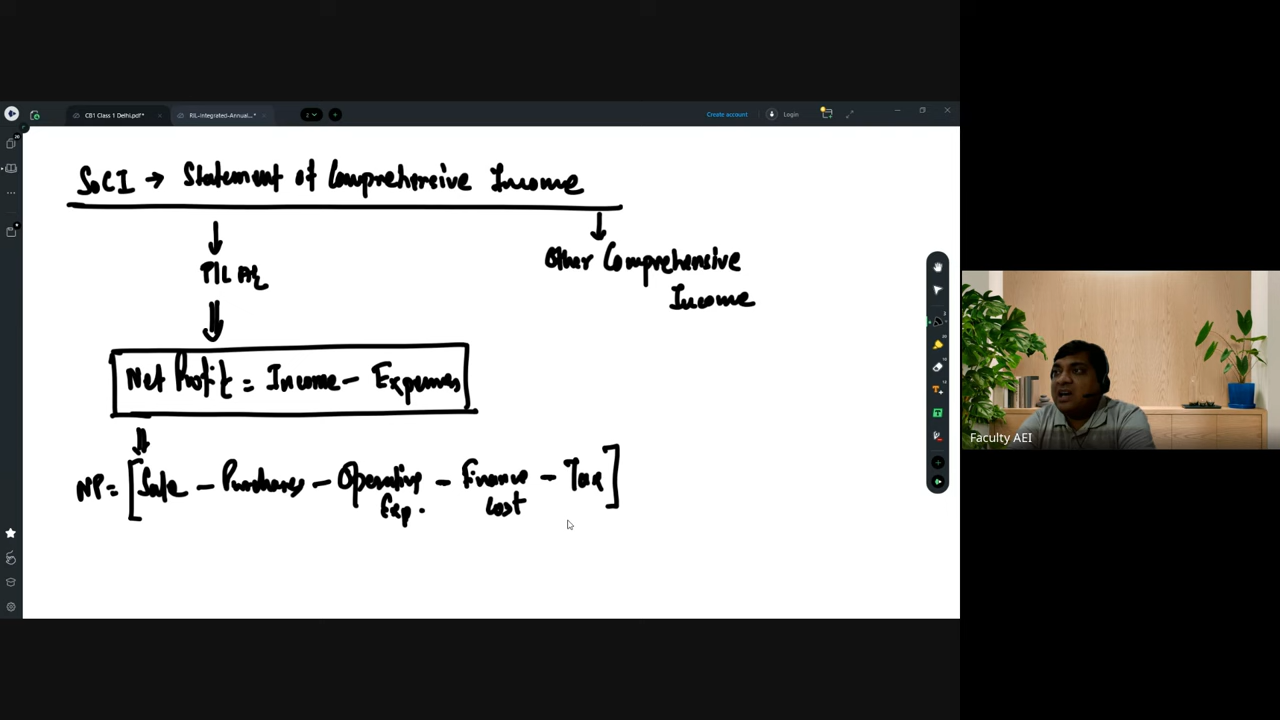 CB1 Class 1 Delhi.pdf*
RIL-Integrated-Annual...*
2
Create account
Login
SoCI → Statement of Comprehensive Income
P/L A/c
Other Comprehensive
Income
Net Profit = Income - Expenses
NP = [Sale - Purchases - Operating Exp. - Finance Cost - Tax]
Faculty AEI